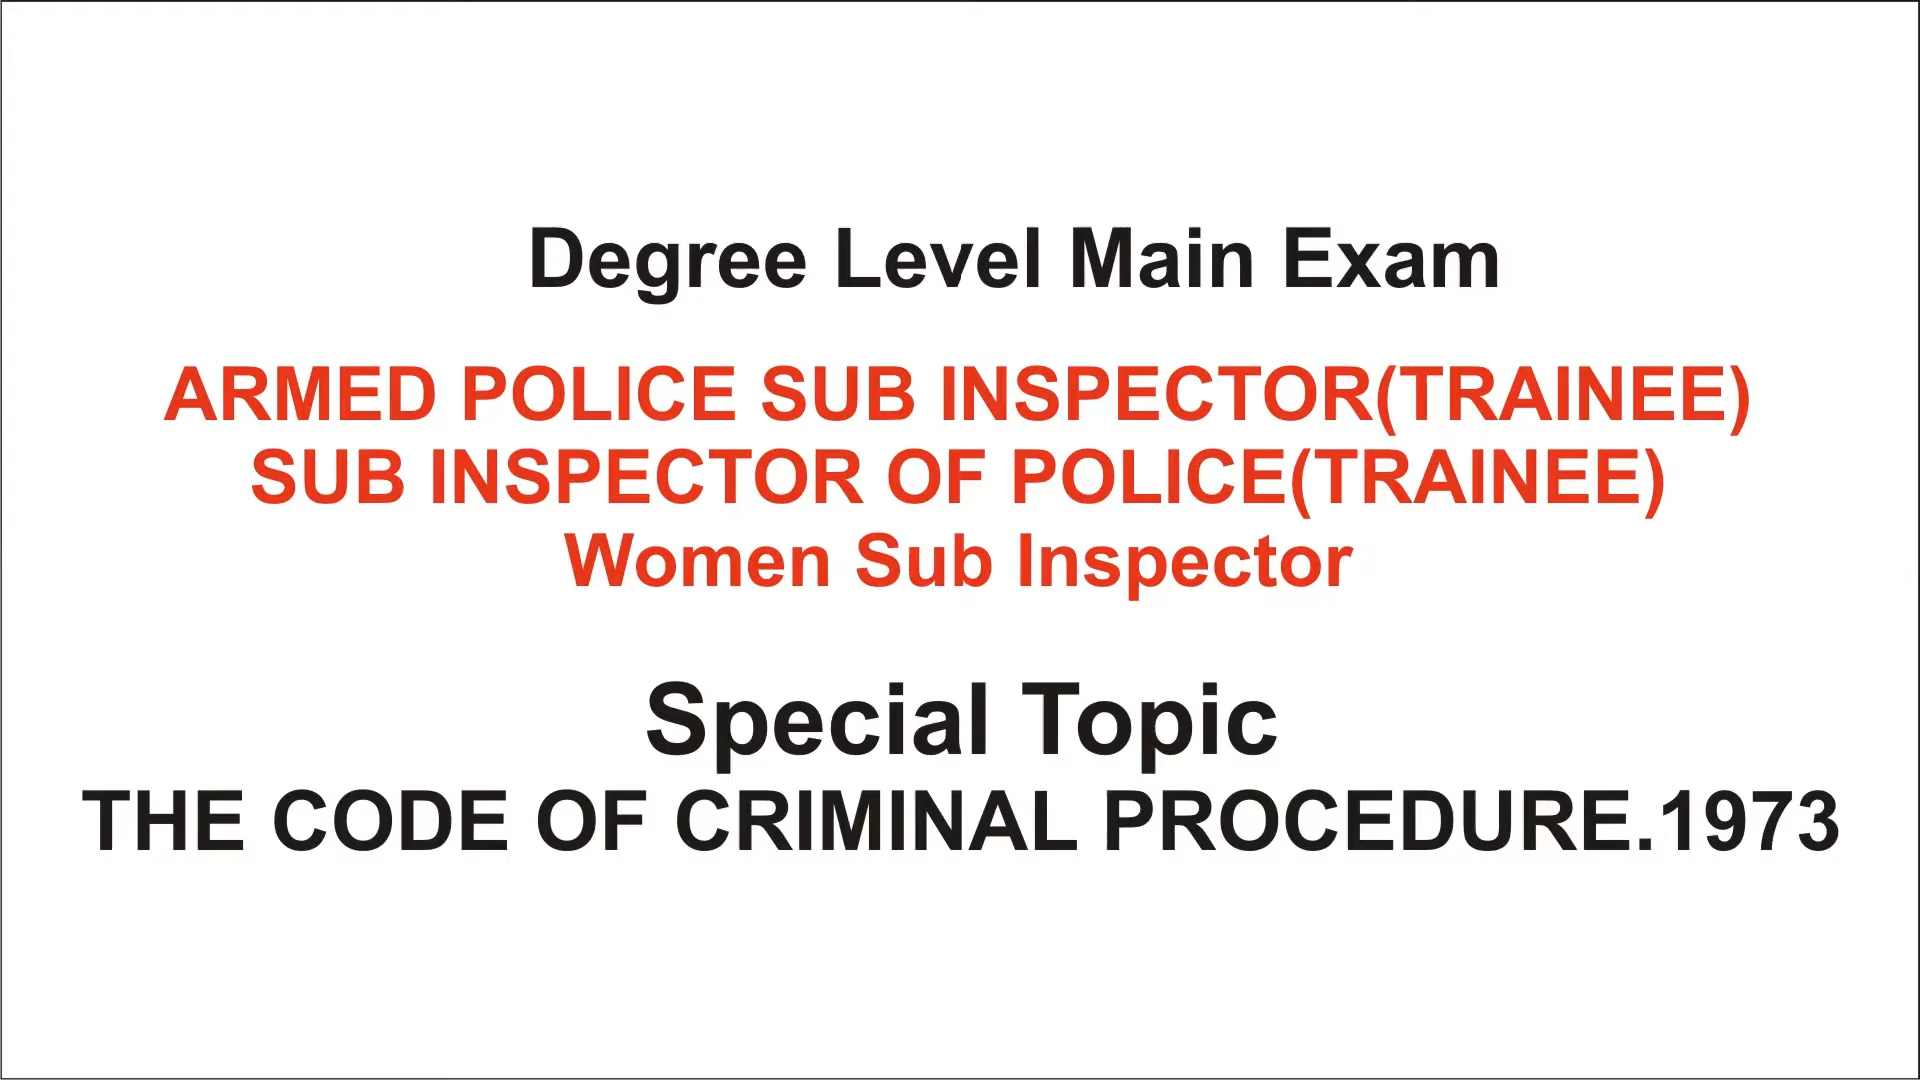 Degree Level Main Exam
ARMED POLICE SUB INSPECTOR(TRAINEE)
SUB INSPECTOR OF POLICE(TRAINEE)
Women Sub Inspector
Special Topic
THE CODE OF CRIMINAL PROCEDURE.1973